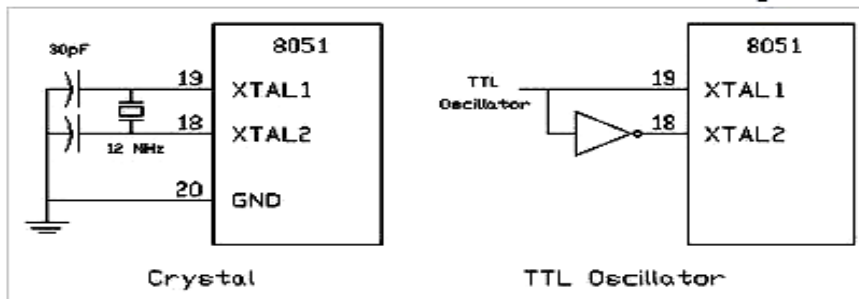 30pF
8051
19
XTAL1
18
XTAL2
12 MHz
20
GND
Crystal
8051
TTL
Oscillator
19
XTAL1
18
XTAL2
TTL Oscillator